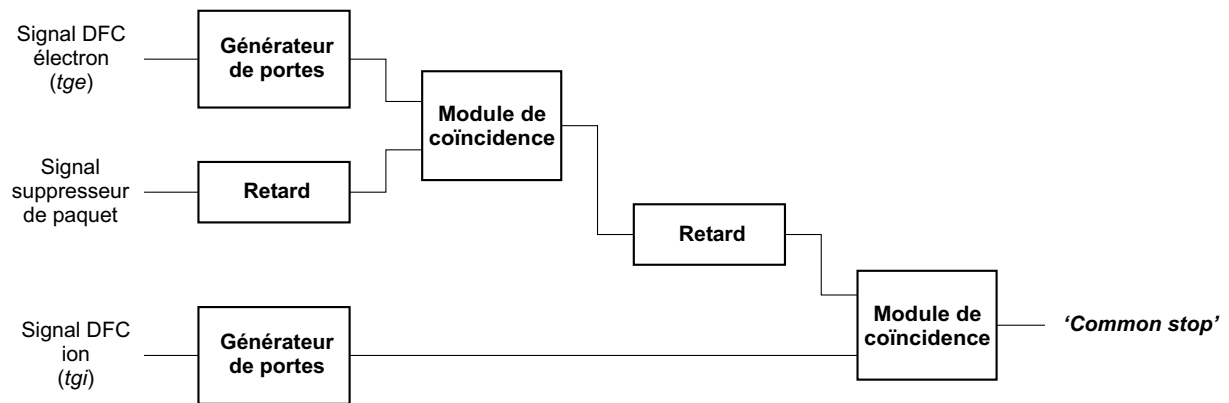 Signal DFC
électron
(tge)
Générateur
de portes
Module de
coïncidence
Signal
suppresseur
de paquet
Retard
Retard
Signal DFC
ion
(tgi)
Générateur
de portes
Module de
coïncidence
‘Common stop’